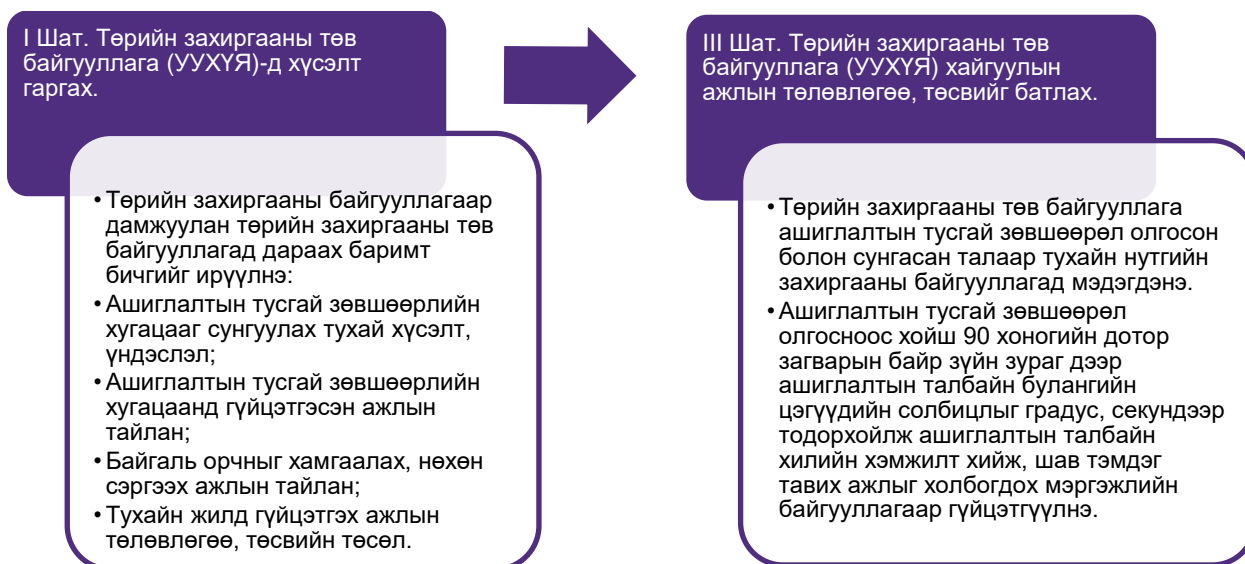 I Шат. Төрийн захиргааны төв
байгууллага (УУХҮЯ)-д хүсэлт
гаргах.
• Төрийн захиргааны байгууллагаар
дамжуулан төрийн захиргааны төв
байгууллагад дараах баримт
бичгийг ирүүлнэ:
• Ашиглалтын тусгай зөвшөөрлийн
хугацааг сунгуулах тухай хүсэлт,
үндэслэл;
• Ашиглалтын тусгай зөвшөөрлийн
хугацаанд гүйцэтгэсэн ажлын
тайлан;
• Байгаль орчныг хамгаалах, нөхөн
сэргээх ажлын тайлан;
• Тухайн жилд гүйцэтгэх ажлын
төлөвлөгөө, төсвийн төсөл.
III Шат. Төрийн захиргааны төв
байгууллага (УУХҮЯ) хайгуулын
ажлын төлөвлөгөө, төсвийг батлах.
• Төрийн захиргааны төв байгууллага
ашиглалтын тусгай зөвшөөрөл олгосон
болон сунгасан талаар тухайн нутгийн
захиргааны байгууллагад мэдэгдэнэ.
• Ашиглалтын тусгай зөвшөөрөл
олгосноос хойш 90 хоногийн дотор
загварын байр зүйн зураг дээр
ашиглалтын талбайн булангийн
цэгүүдийн солбицлыг градус, секундээр
тодорхойлж ашиглалтын талбайн
хилийн хэмжилт хийж, шав тэмдэг
тавих ажлыг холбогдох мэргэжлийн
байгууллагаар гүйцэтгүүлнэ.